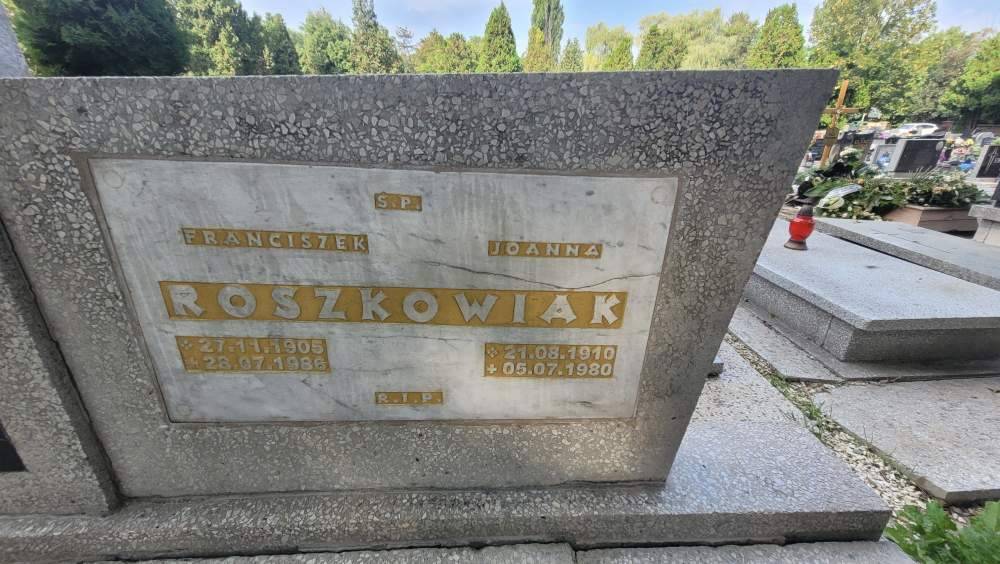 Ś.P.
FRANCISZEK JOANNA
ROSZKOWIAK
* 27.11.1905 * 21.08.1910
+ 28.07.1986 + 05.07.1980
R.I.P.